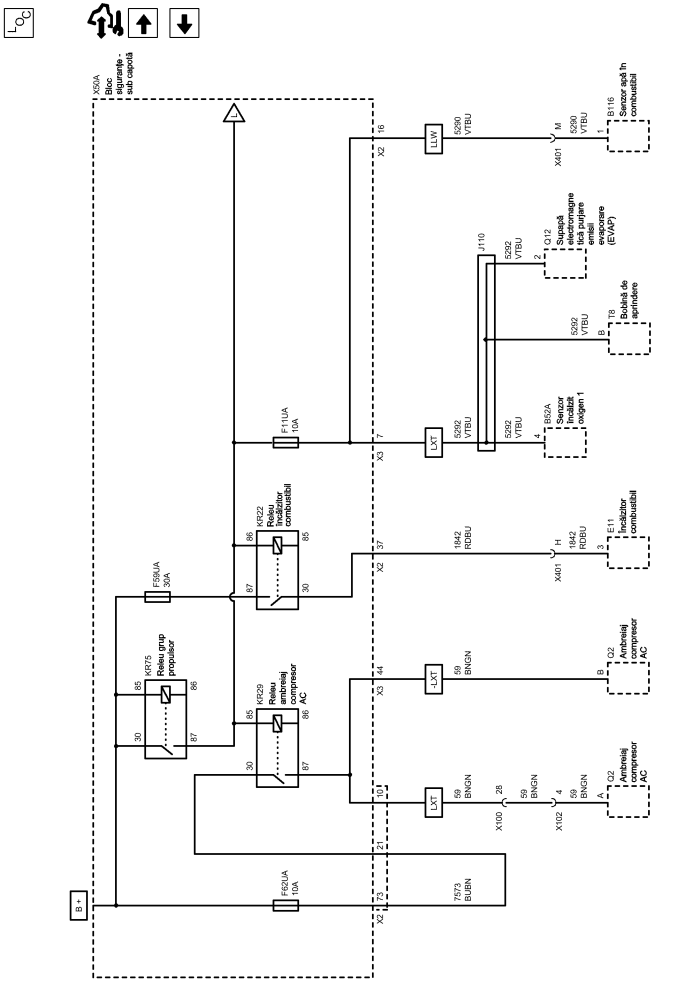 LOC
X50A
Bloc
siguranțe -
sub capotă
B +
L
KR75
Releu grup
propulsor
30
85
87
86
F59UA
30A
KR22
Releu
încălzitor
combustibil
87
86
30
85
KR29
Releu
ambreiaj
compresor
AC
30
85
87
86
F62UA
10A
F11UA
10A
X2
73
21
10
X3
44
X2
37
X3
7
X2
16
7573
BUBN
LXT
59
BNGN
X100
28
59
BNGN
X102
4
59
BNGN
A
Q2
Ambreiaj
compresor
AC
-LXT
59
BNGN
B
Q2
Ambreiaj
compresor
AC
1842
RDBU
X401
H
1842
RDBU
3
E11
Încălzitor
combustibil
LXT
5292
VTBU
J110
5292
VTBU
4
B52A
Senzor
încălzit
oxigen 1
5292
VTBU
B
T8
Bobină de
aprindere
5292
VTBU
2
Q12
Supapă
electromagne
tică purjare
emisii
evaporare
(EVAP)
LLW
5290
VTBU
X401
M
5290
VTBU
1
B116
Senzor apă în
combustibil